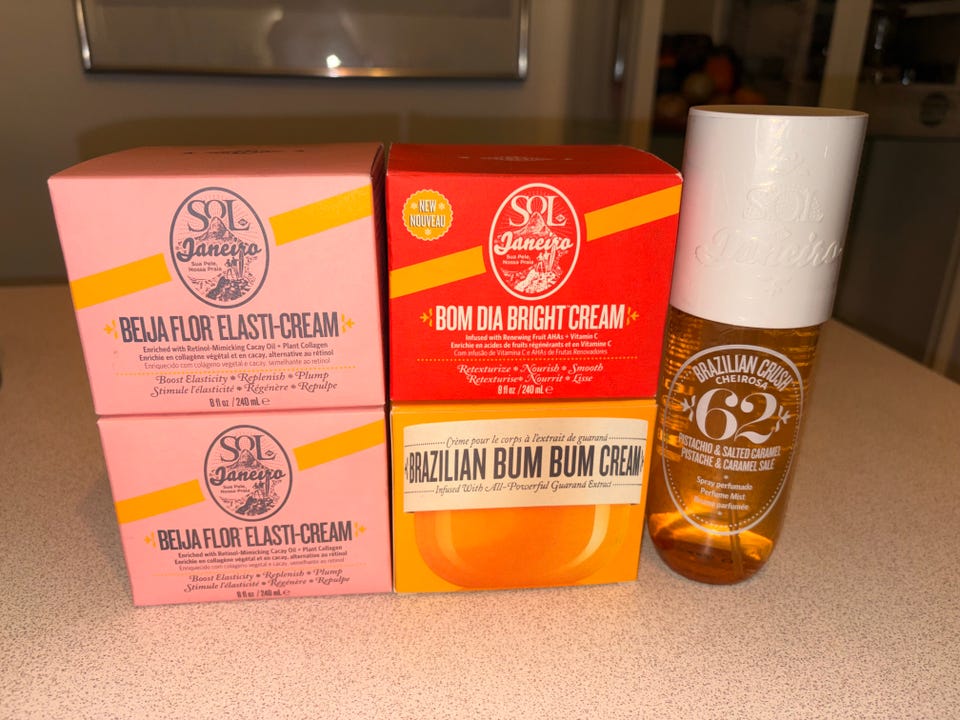 SOL
de
Janeiro
Sua Pele,
Nossa Praia
BEIJA FLOR™ ELASTI-CREAM
Enriched with Retinol-Mimicking Cacay Oil + Plant Collagen
Enrichie en collagène végétal et en cacay, alternative au rétinol
Enriquecido com colágeno vegetal e cacay, semelhante ao retinol
Boost Elasticity • Replenish • Plump
Stimule l'élasticité • Régénère • Repulpe
8 fl oz / 240 mL e
NEW
NOUVEAU
SOL
de
Janeiro
Sua Pele,
Nossa Praia
BOM DIA BRIGHT™ CREAM
Infused with Renewing Fruit AHAs + Vitamin C
Enrichie en acides de fruits régénérants et en Vitamine C
Com infusão de Vitamina C e AHAs de Frutas Renovadores
Retexturize • Nourish • Smooth
Retexturise • Nourrit • Lisse
8 fl oz / 240 mL e
SOL
de
Janeiro
Sua Pele,
Nossa Praia
BEIJA FLOR™ ELASTI-CREAM
Enriched with Retinol-Mimicking Cacay Oil + Plant Collagen
Enrichie en collagène végétal et en cacay, alternative au rétinol
Enriquecido com colágeno vegetal e cacay, semelhante ao retinol
Boost Elasticity • Replenish • Plump
Stimule l'élasticité • Régénère • Repulpe
8 fl oz / 240 mL e
Crème pour le corps à l'extrait de guaraná
BRAZILIAN BUM BUM CREAM
Infused With All-Powerful Guaraná Extract
SOL
de
Janeiro
BRAZILIAN CRUSH
CHEIROSA
62
PISTACHIO & SALTED CARAMEL
PISTACHE & CARAMEL SALÉ
Spray perfumado
Perfume Mist
Brume parfumée